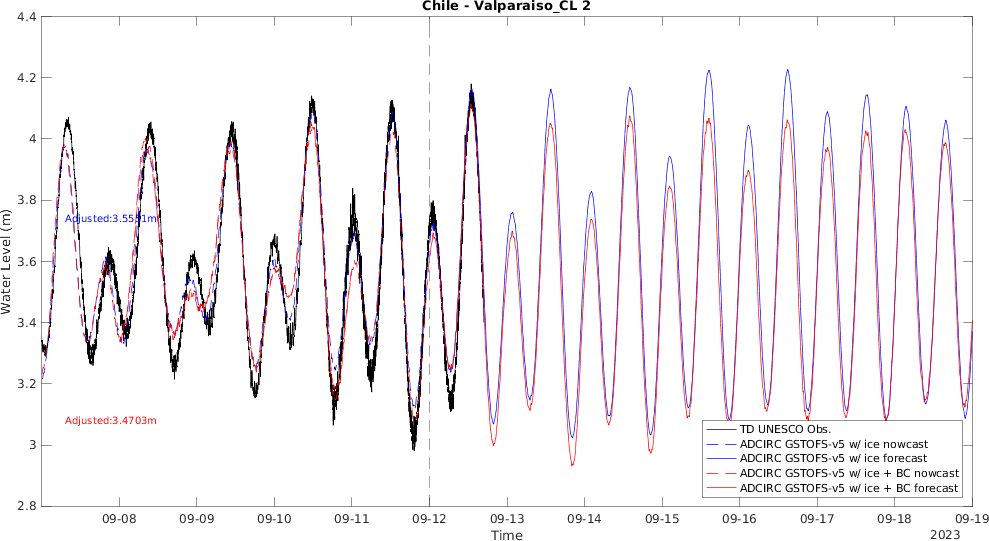 Chile - Valparaiso_CL 2
4.4
4.2
4
3.8
3.6
3.4
3.2
3
2.8
Water Level (m)
Adjusted:3.5591m
Adjusted:3.4703m
TD UNESCO Obs.
ADCIRC GSTOFS-v5 w/ ice nowcast
ADCIRC GSTOFS-v5 w/ ice forecast
ADCIRC GSTOFS-v5 w/ ice + BC nowcast
ADCIRC GSTOFS-v5 w/ ice + BC forecast
09-08 09-09 09-10 09-11 09-12 09-13 09-14 09-15 09-16 09-17 09-18 09-19
Time
2023